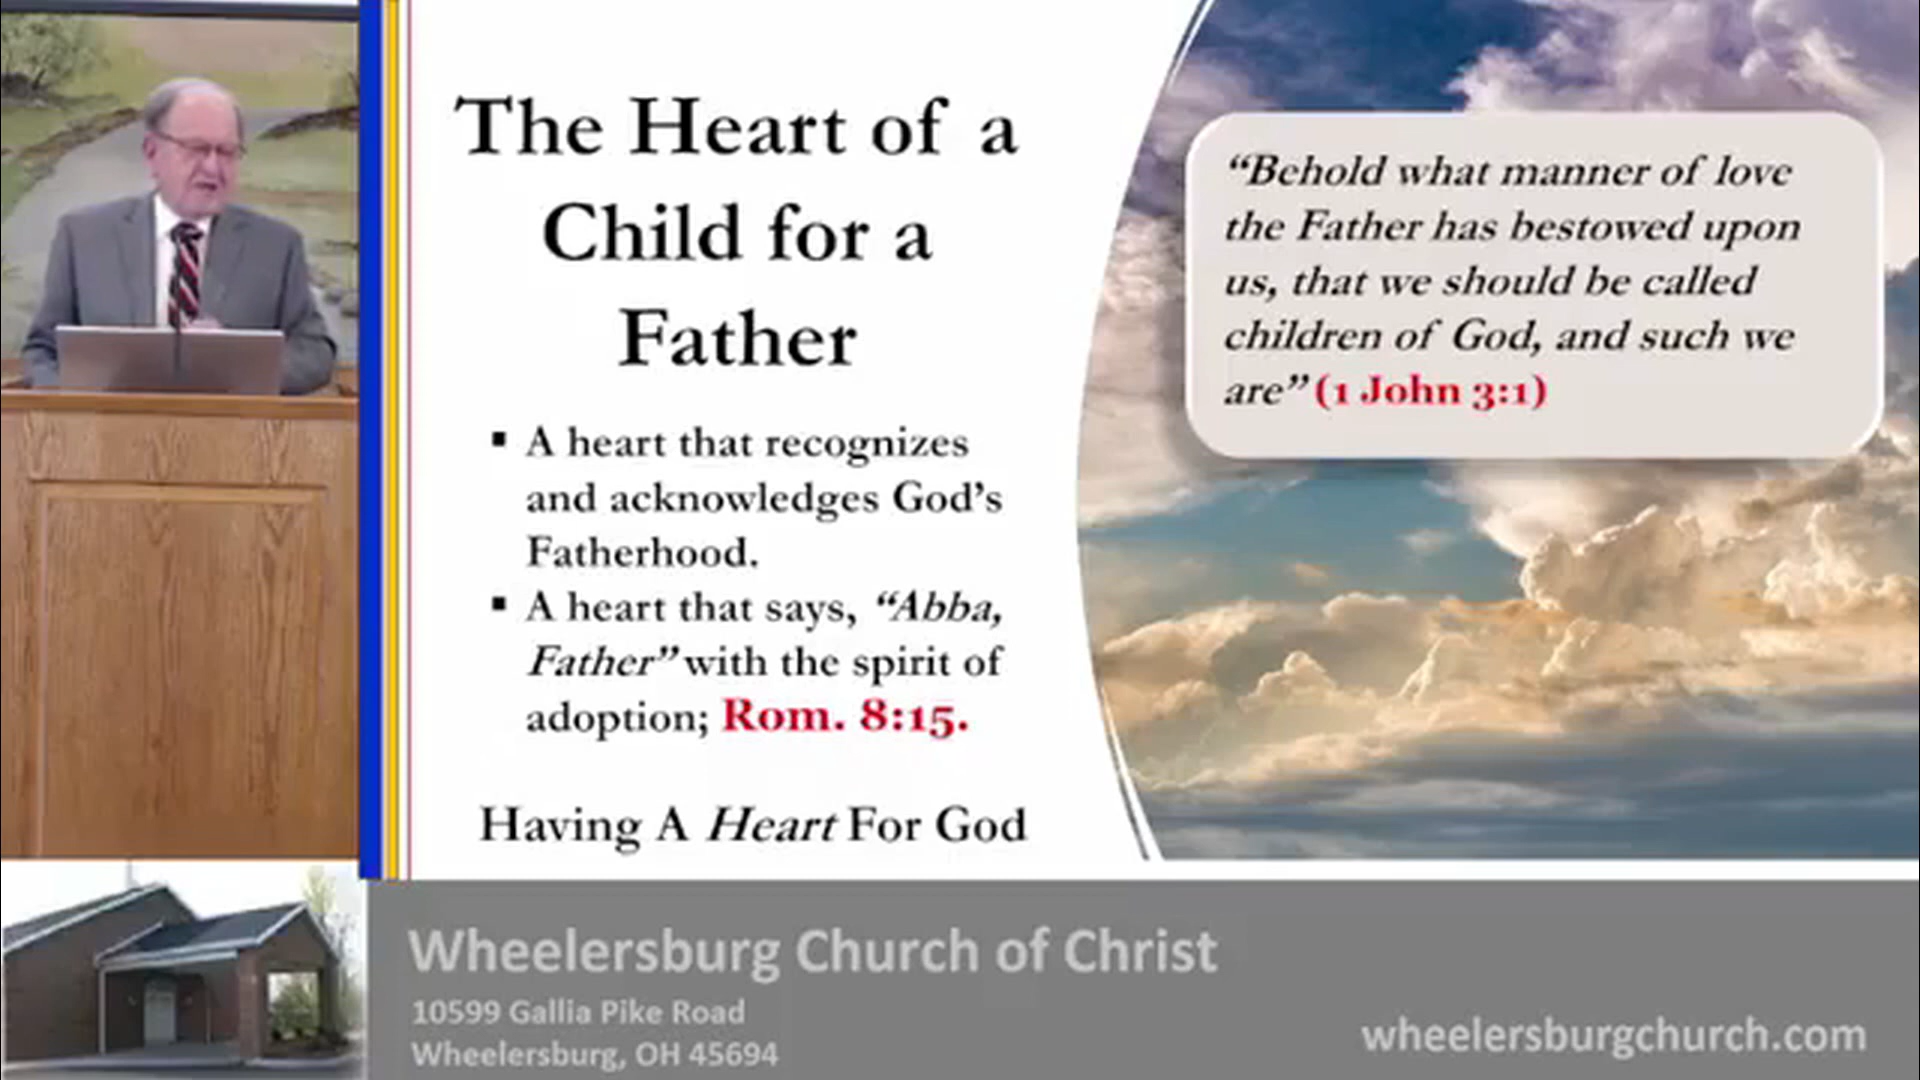 The Heart of a
Child for a
Father
▪ A heart that recognizes
and acknowledges God's
Fatherhood.
▪ A heart that says, “Abba,
Father” with the spirit of
adoption; Rom. 8:15.
Having A Heart For God
“Behold what manner of love
the Father has bestowed upon
us, that we should be called
children of God, and such we
are” (1 John 3:1)
Wheelersburg Church of Christ
10599 Gallia Pike Road
Wheelersburg, OH 45694
wheelersburgchurch.com